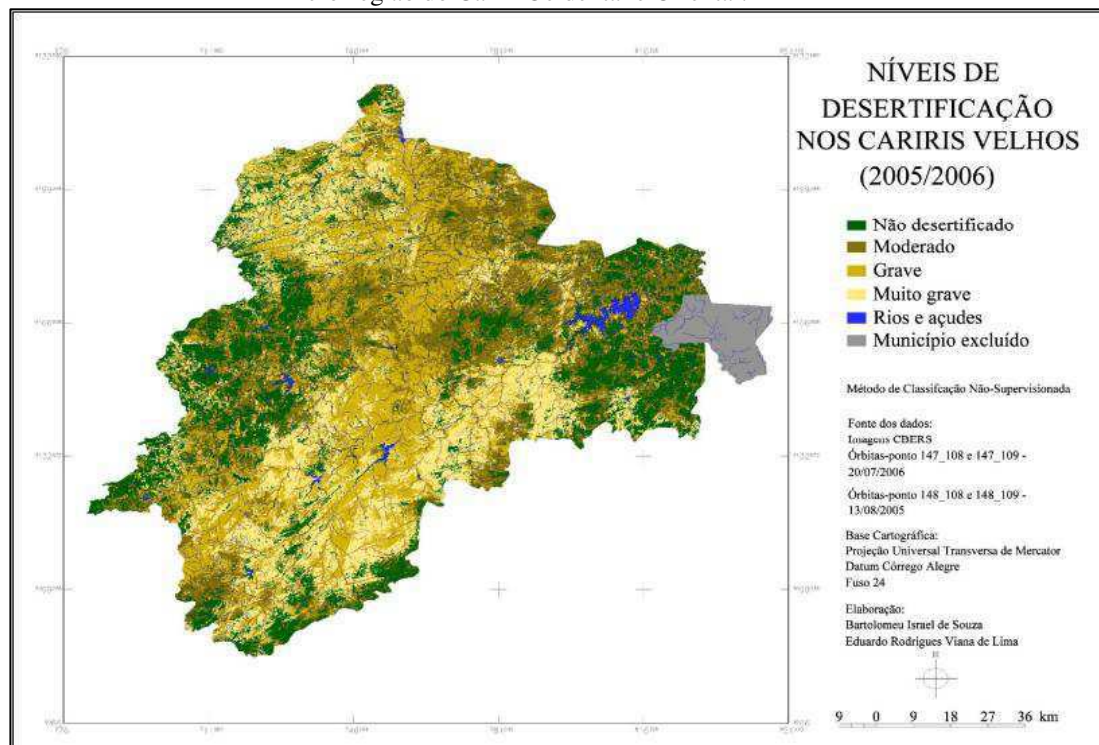 NÍVEIS DE
DESERTIFICAÇÃO
NOS CARIRIS VELHOS
(2005/2006)
Não desertificado
Moderado
Grave
Muito grave
Rios e açudes
Município excluído
Método de Classifcação Não-Supervisionada
Fonte dos dados:
Imagens CBERS
Órbitas-ponto 147_108 e 147_109 -
20/07/2006
Órbitas-ponto 148_108 e 148_109 -
13/08/2005
Base Cartográfica:
Projeção Universal Transversa de Mercator
Datum Córrego Alegre
Fuso 24
Elaboração:
Bartolomeu Israel de Souza
Eduardo Rodrigues Viana de Lima
9 0 9 18 27 36 km